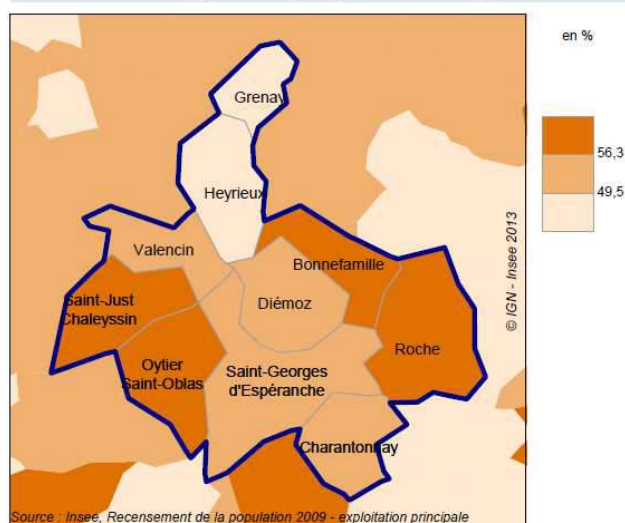 en %
56,3
49,5
Grenay
Heyrieux
Valencin
Bonnefamille
Saint-Just
Chaleyssin
Diémoz
Roche
Oytier
Saint-Oblas
Saint-Georges
d'Espéranche
Charantonnay
© IGN - Insee 2013
Source : Insee, Recensement de la population 2009 - exploitation principale